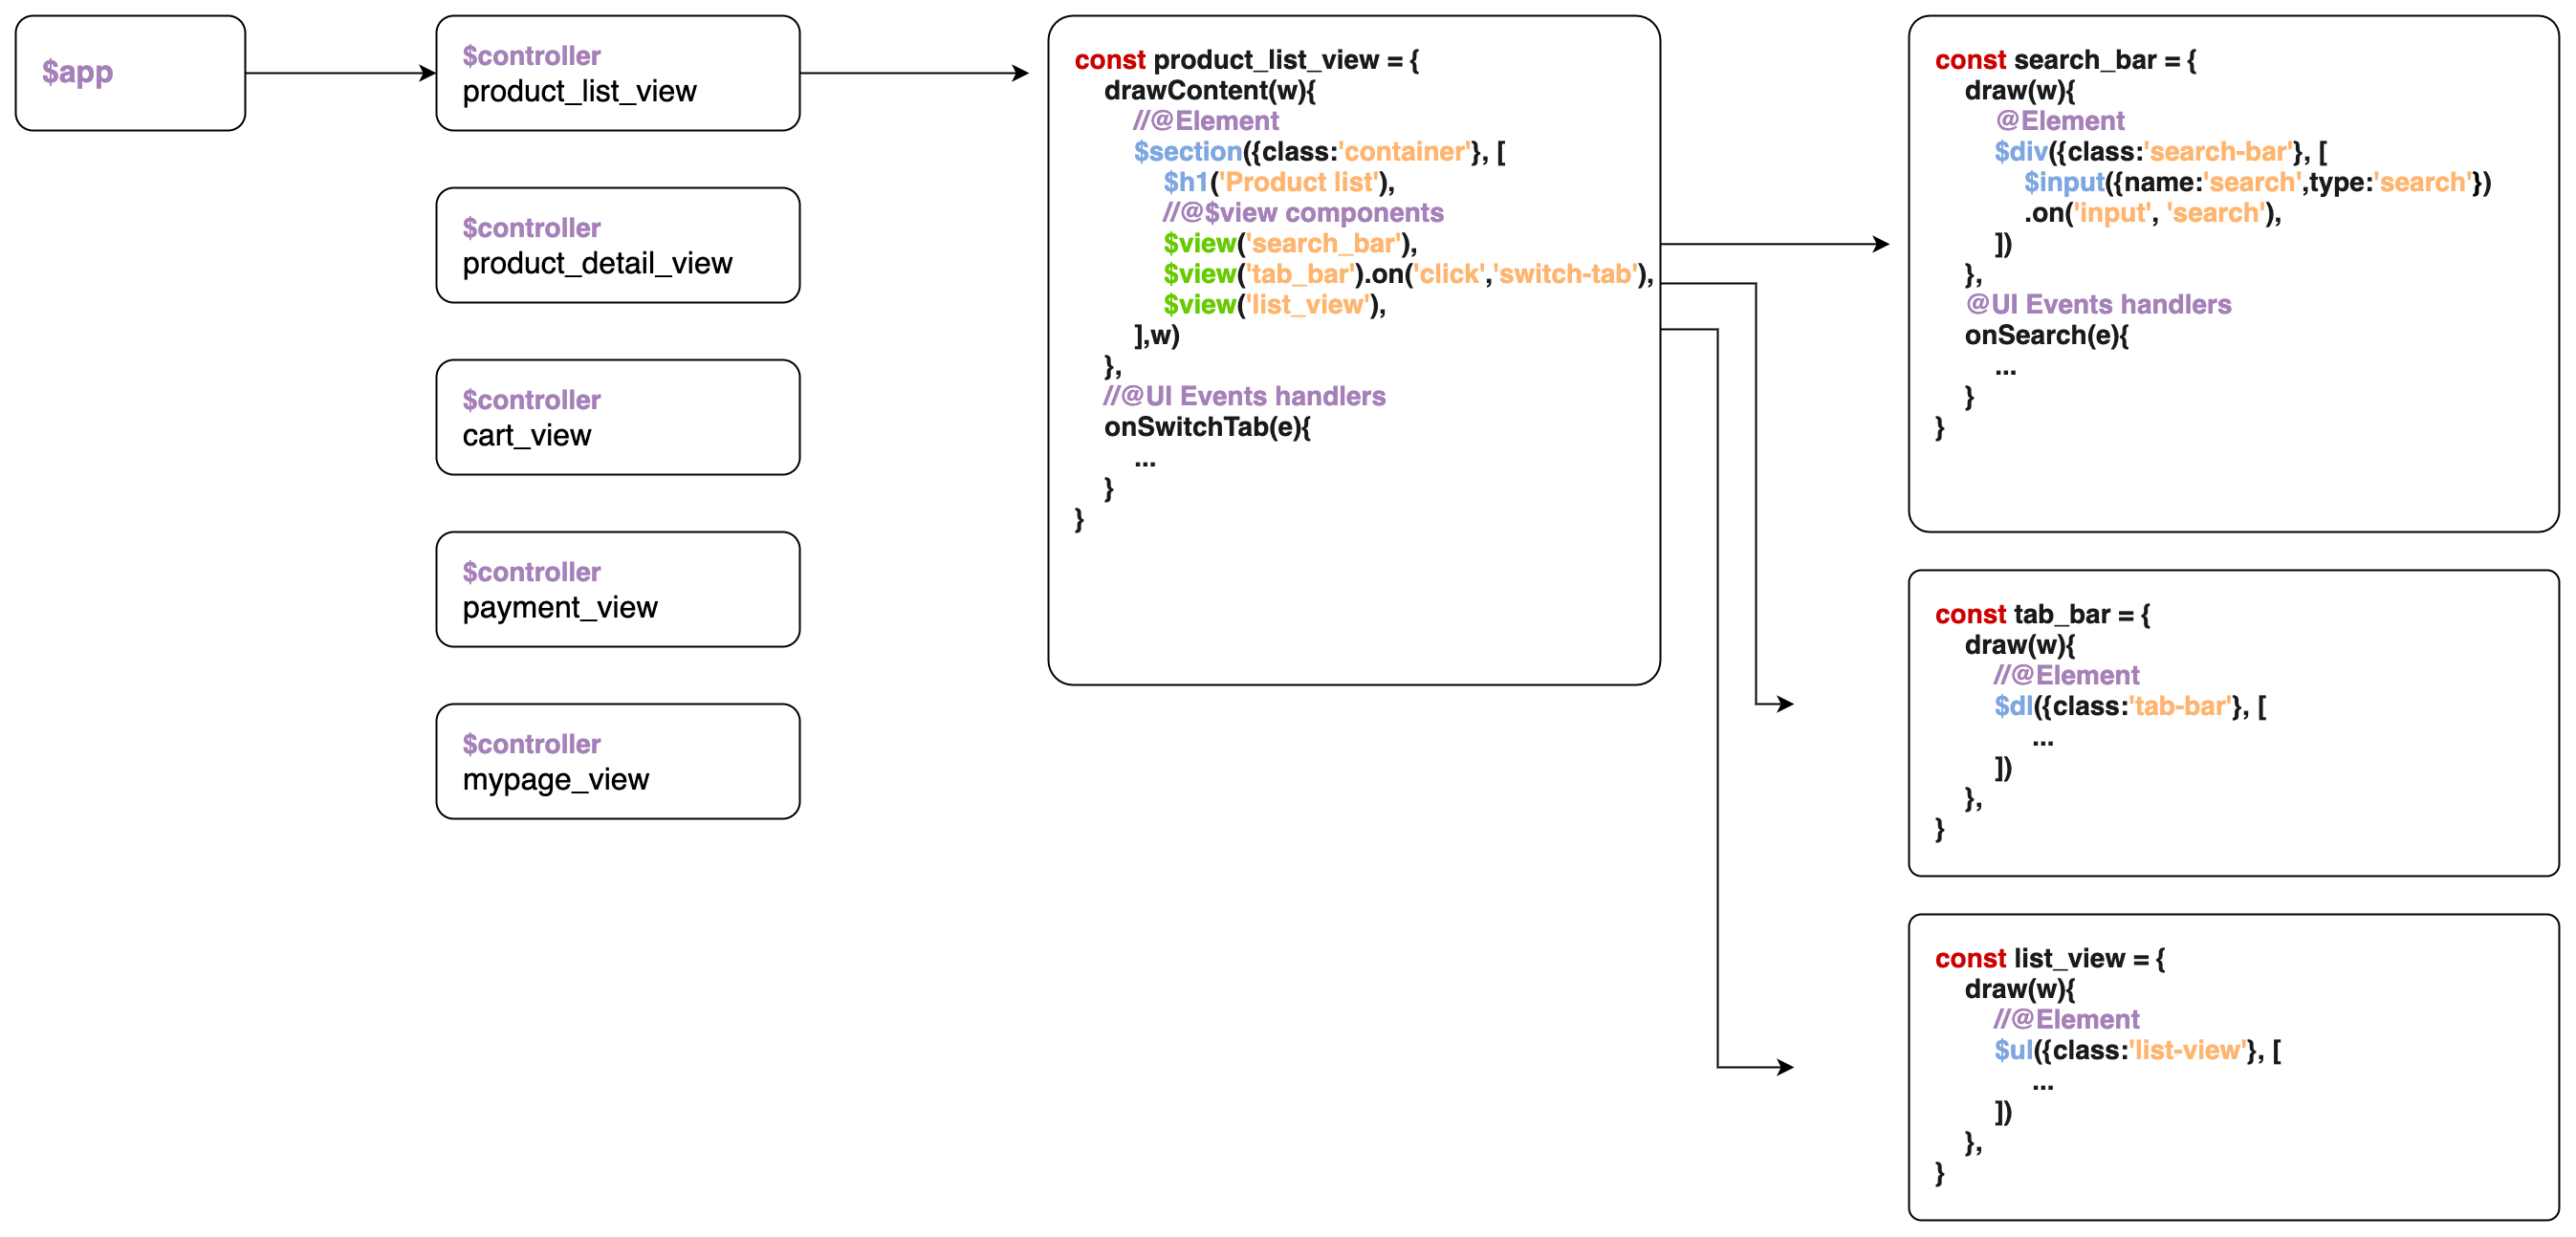 $app
$controller
product_list_view
$controller
product_detail_view
$controller
cart_view
$controller
payment_view
$controller
mypage_view
const product_list_view = {
drawContent(w){
//@Element
$section({class:'container'}, [
$h1('Product list'),
//@$view components
$view('search_bar'),
$view('tab_bar').on('click','switch-tab'),
$view('list_view'),
],w)
},
//@UI Events handlers
onSwitchTab(e){
...
}
}
const search_bar = {
draw(w){
@Element
$div({class:'search-bar'}, [
$input({name:'search',type:'search'})
.on('input', 'search'),
])
},
@UI Events handlers
onSearch(e){
...
}
}
const tab_bar = {
draw(w){
//@Element
$dl({class:'tab-bar'}, [
...
])
},
}
const list_view = {
draw(w){
//@Element
$ul({class:'list-view'}, [
...
])
},
}